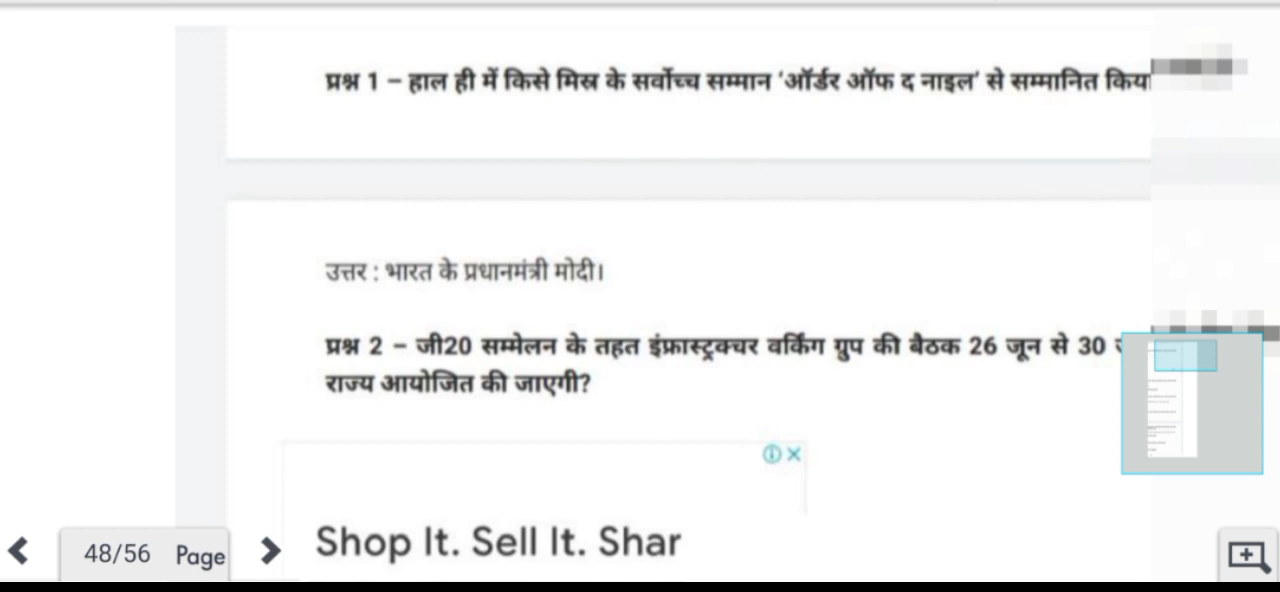 प्रश्न 1 – हाल ही में किसे मिस्र के सर्वोच्च सम्मान 'ऑर्डर ऑफ द नाइल' से सम्मानित किया
उत्तर : भारत के प्रधानमंत्री मोदी।
प्रश्न 2 – जी20 सम्मेलन के तहत इंफ्रास्ट्रक्चर वर्किंग ग्रुप की बैठक 26 जून से 30
राज्य आयोजित की जाएगी?
Shop It. Sell It. Shar
48/56 Page